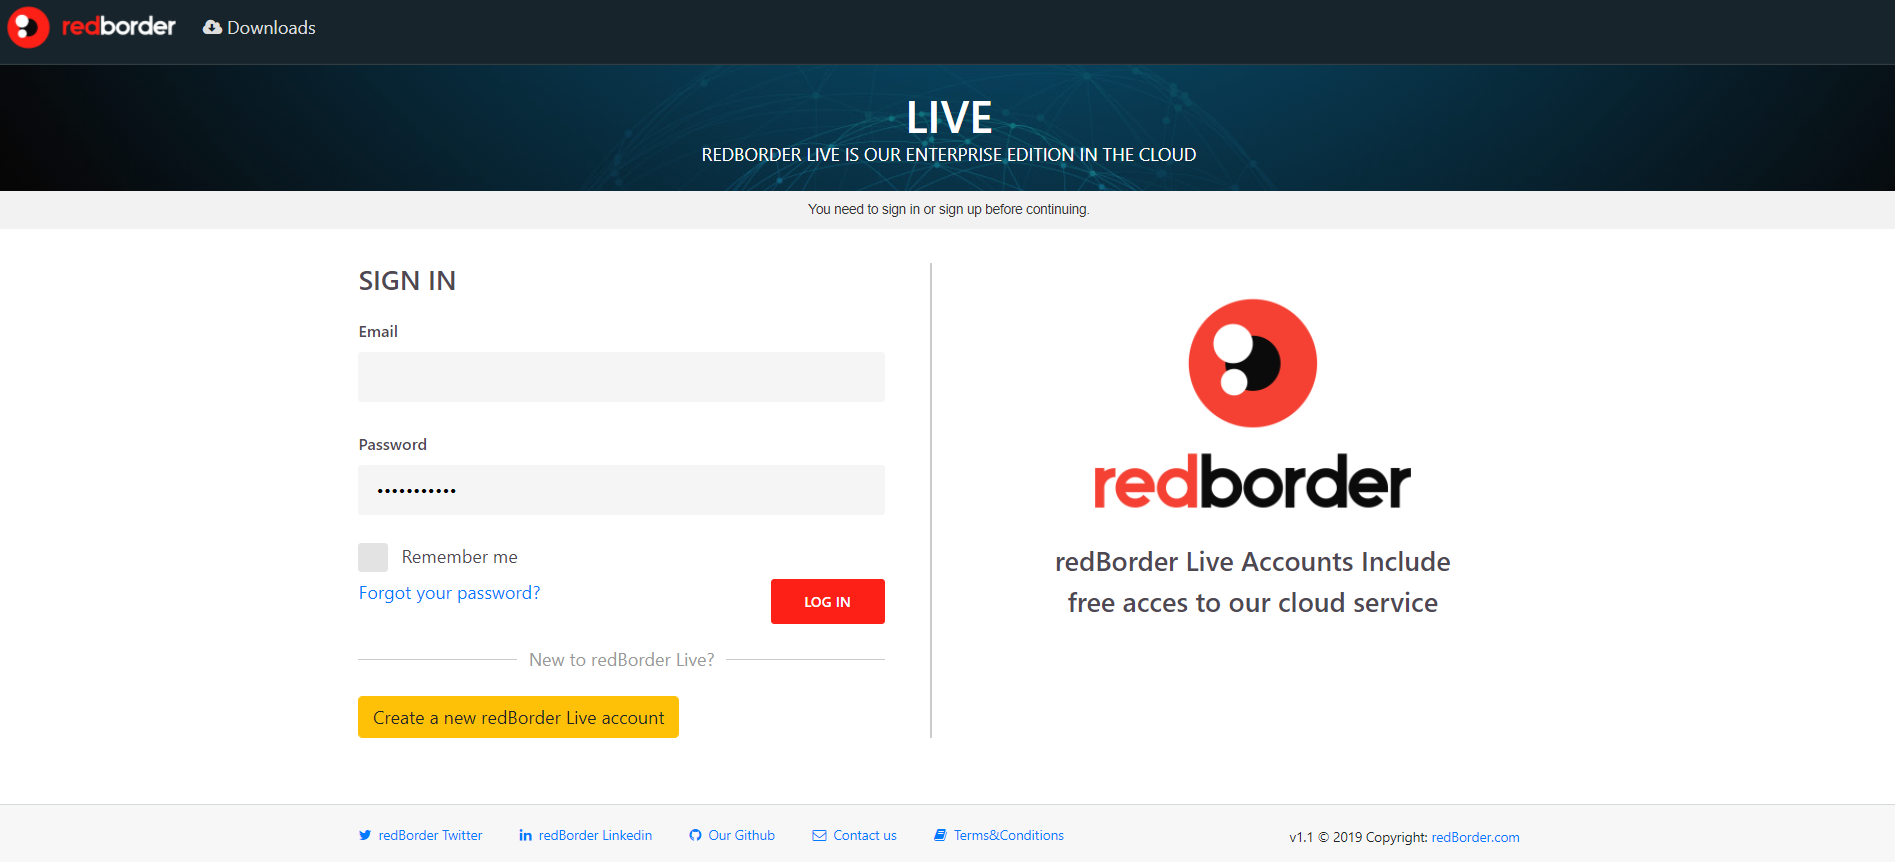 redborder Downloads
LIVE
REDBORDER LIVE IS OUR ENTERPRISE EDITION IN THE CLOUD
You need to sign in or sign up before continuing.
SIGN IN
Email
Password
•••••••••••
Remember me
Forgot your password?
LOG IN
New to redBorder Live?
Create a new redBorder Live account
redborder
redBorder Live Accounts Include
free acces to our cloud service
redBorder Twitter redBorder Linkedin Our Github Contact us Terms&Conditions v1.1 © 2019 Copyright: redBorder.com